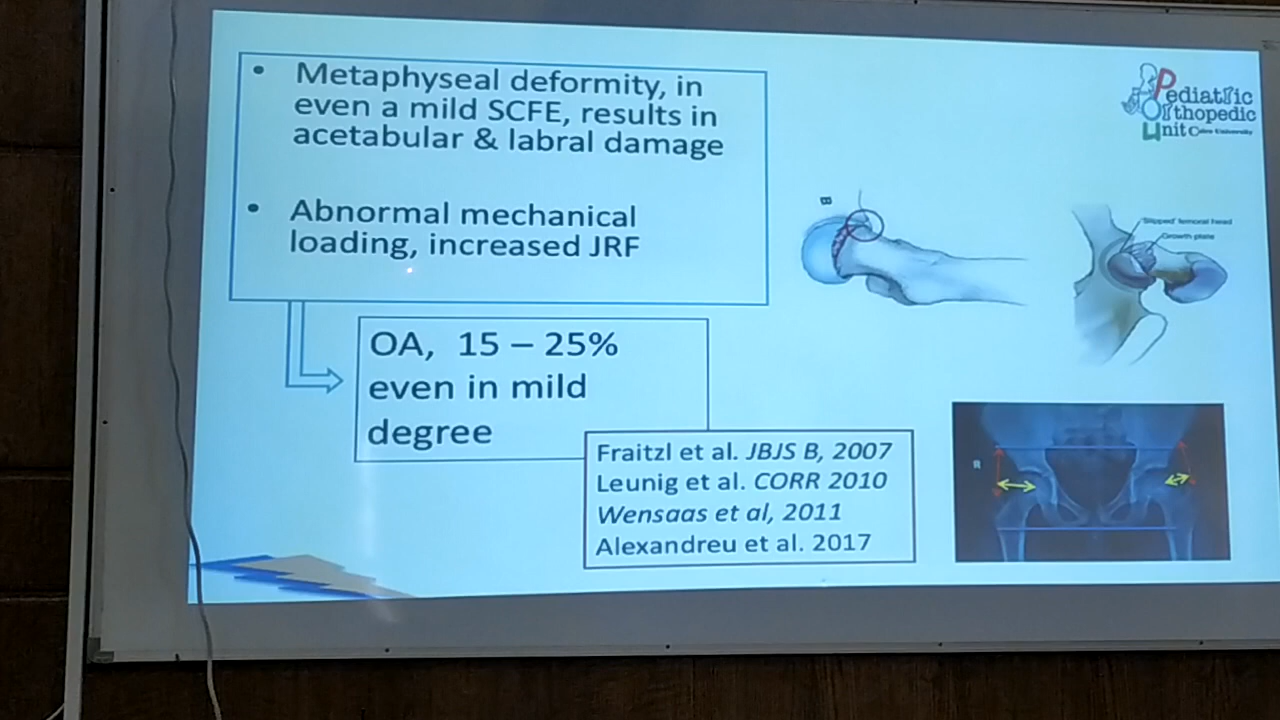 • Metaphyseal deformity, in
even a mild SCFE, results in
acetabular & labral damage
• Abnormal mechanical
loading, increased JRF
OA, 15 – 25%
even in mild
degree
Fraitzl et al. JBJS B, 2007
Leunig et al. CORR 2010
Wensaas et al, 2011
Alexandreu et al. 2017
Pediatric
Orthopedic
Unit Cairo University
B
Slipped femoral head
Growth plate
R